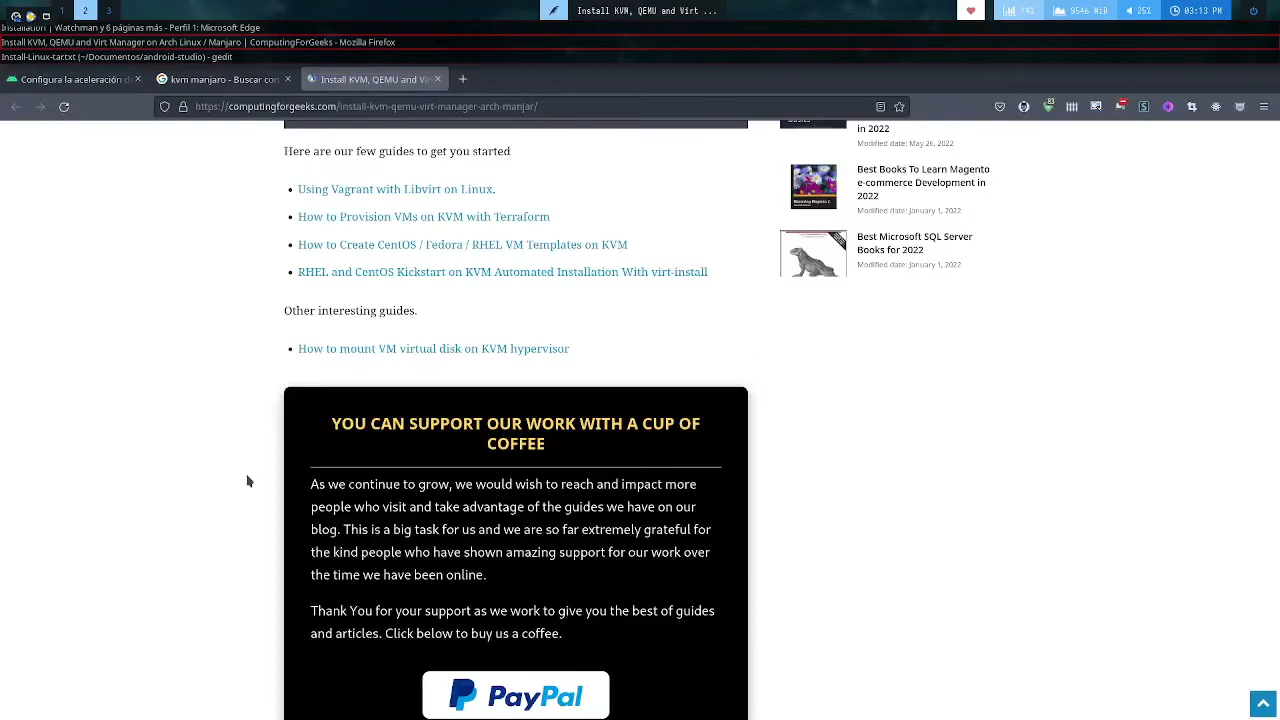 1
2
3
Install KVM, QEMU and Virt ...
74%
9546 MiB
25%
03:13 PM
Installation | Watchman y 6 páginas más - Perfil 1: Microsoft Edge
Install KVM, QEMU and Virt Manager on Arch Linux / Manjaro | ComputingForGeeks - Mozilla Firefox
Install-Linux-tar.txt (~/Documentos/android-studio) - gedit
Configura la aceleración de
kvm manjaro - Buscar con
Install KVM, QEMU and Vir
https://computingforgeeks.com/install-kvm-qemu-virt-manager-arch-manjar/
Here are our few guides to get you started
Using Vagrant with Libvirt on Linux.
How to Provision VMs on KVM with Terraform
How to Create CentOS / Fedora / RHEL VM Templates on KVM
RHEL and CentOS Kickstart on KVM Automated Installation With virt-install
Other interesting guides.
How to mount VM virtual disk on KVM hypervisor
YOU CAN SUPPORT OUR WORK WITH A CUP OF
COFFEE
As we continue to grow, we would wish to reach and impact more
people who visit and take advantage of the guides we have on our
blog. This is a big task for us and we are so far extremely grateful for
the kind people who have shown amazing support for our work over
the time we have been online.
Thank You for your support as we work to give you the best of guides
and articles. Click below to buy us a coffee.
PayPal
in 2022
Modified date: May 26, 2022
Best Books To Learn Magento
e-commerce Development in
2022
Modified date: January 1, 2022
Best Microsoft SQL Server
Books for 2022
Modified date: January 1, 2022